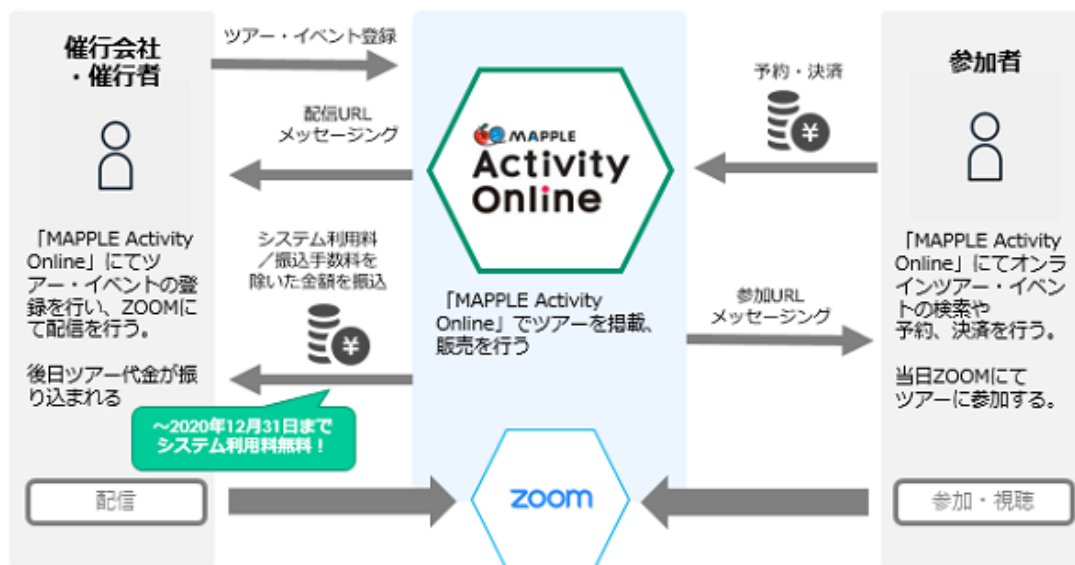 催行会社
・催行者
「MAPPLE Activity
Online」にてツ
アー・イベントの登
録を行い、ZOOMに
て配信を行う。
後日ツアー代金が振
り込まれる
配信
ツアー・イベント登録
配信URL
メッセージング
システム利用料
／振込手数料を
除いた金額を振込
¥
～2020年12月31日まで
システム利用料無料！
MAPPLE
Activity
Online
「MAPPLE Activity
Online」でツアーを掲載、
販売を行う
zoom
予約・決済
¥
参加URL
メッセージング
参加者
「MAPPLE Activity
Online」にてオンラ
インツアー・イベン
トの検索や
予約、決済を行う。
当日ZOOMにて
ツアーに参加する。
参加・視聴